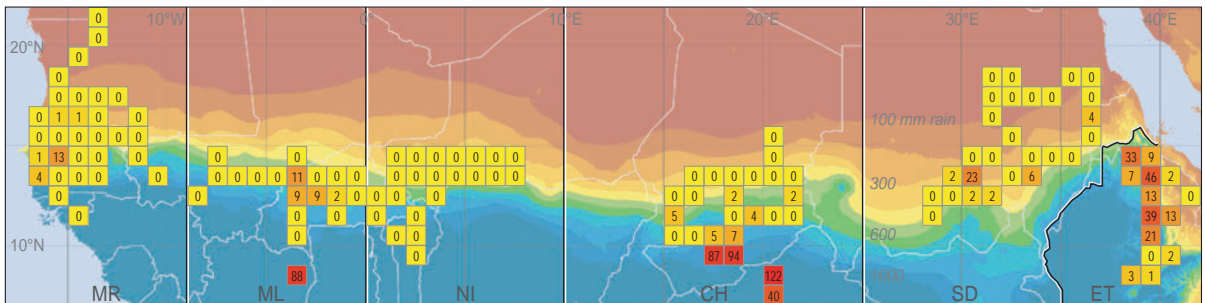 0 10°W 0° 10°E 20°E 30°E 40°E
0
20°N 0
0 0 0 0 0
0 0 0 0 0 0 0 0 0
0 1 1 0 0 100 mm rain 0 4
0 0 0 0 0 0 0 0 0
1 13 0 0 0 0 0 0 0 0 0 0 0 0 0 0 0 0 0 33 9
4 0 0 0 0 0 0 0 0 11 0 0 0 0 0 0 0 0 0 0 0 0 0 0 0 0 0 300 2 23 0 6 7 46 2
0 0 9 9 2 0 0 0 0 0 0 2 2 0 0 2 2 13 0
0 0 0 0 0 5 0 4 0 0 0 39 13
0 0 0 0 0 5 7 600 21
10°N 0 87 94 0 2
88 122 1000 3 1
MR ML NI CH 40 SD ET